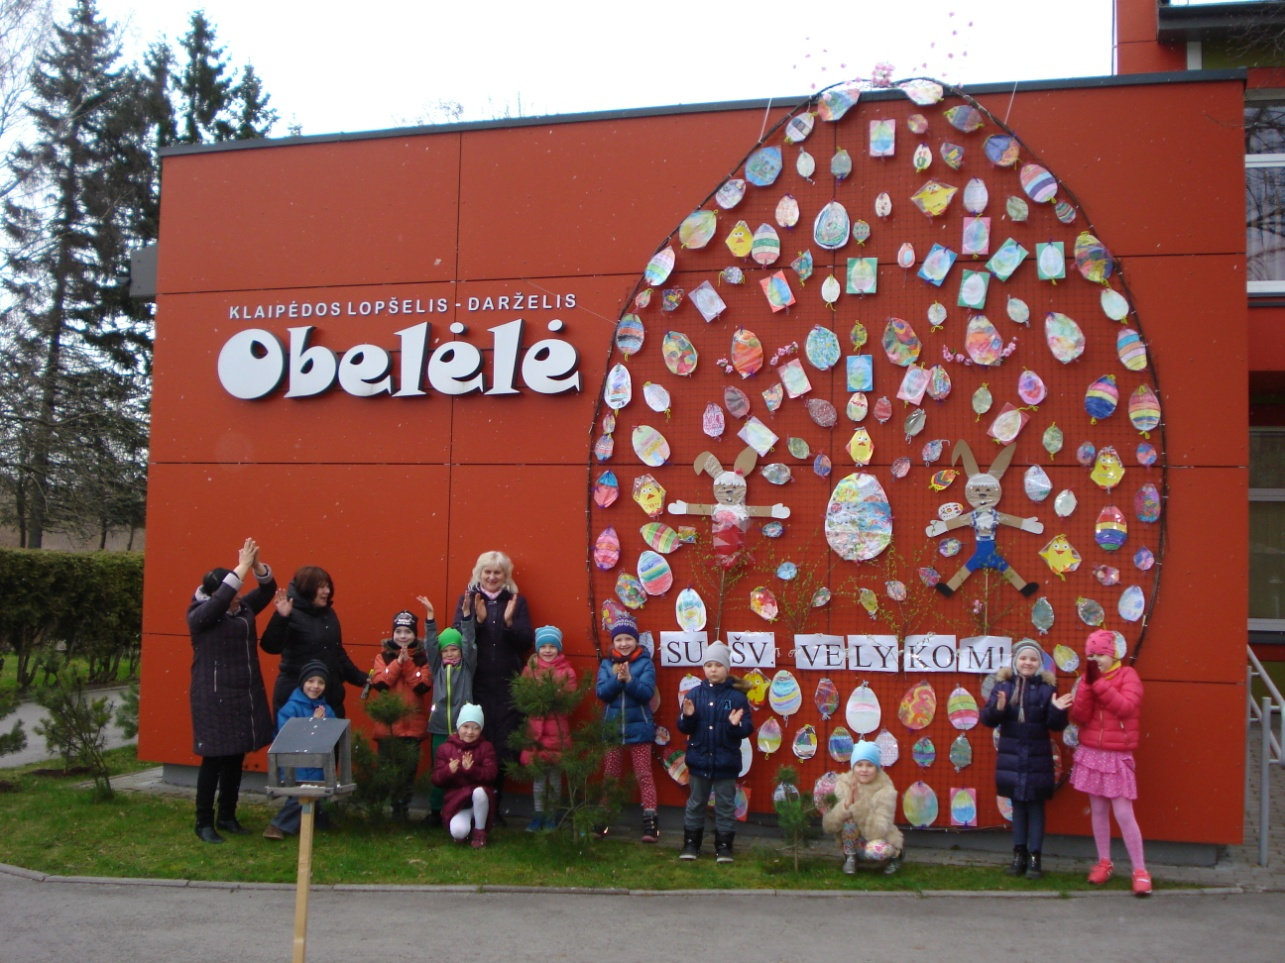 KLAIPĖDOS LOPŠELIS - DARŽELIS
Obelėlė
SU ŠV VELYKOM!